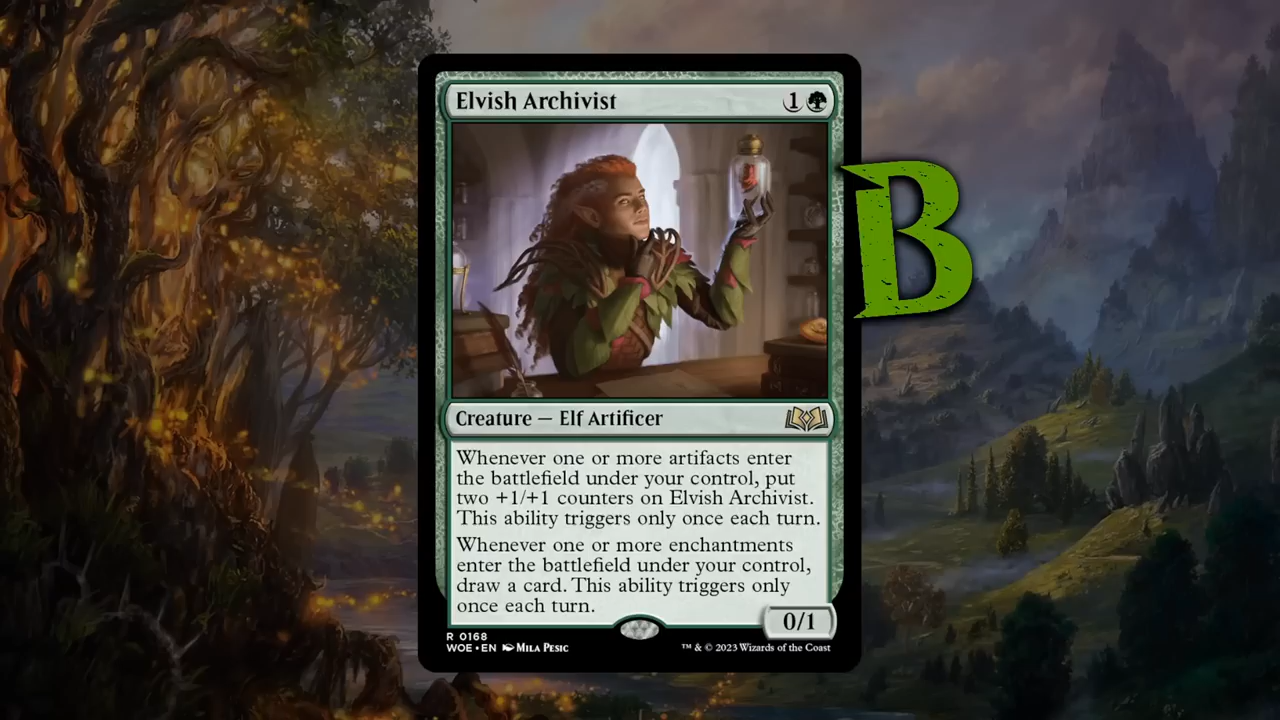 Elvish Archivist 1
B
Creature — Elf Artificer
Whenever one or more artifacts enter
the battlefield under your control, put
two +1/+1 counters on Elvish Archivist.
This ability triggers only once each turn.
Whenever one or more enchantments
enter the battlefield under your control,
draw a card. This ability triggers only
once each turn.
0/1
R 0168
WOE • EN Mila Pesic
™ & © 2023 Wizards of the Coast